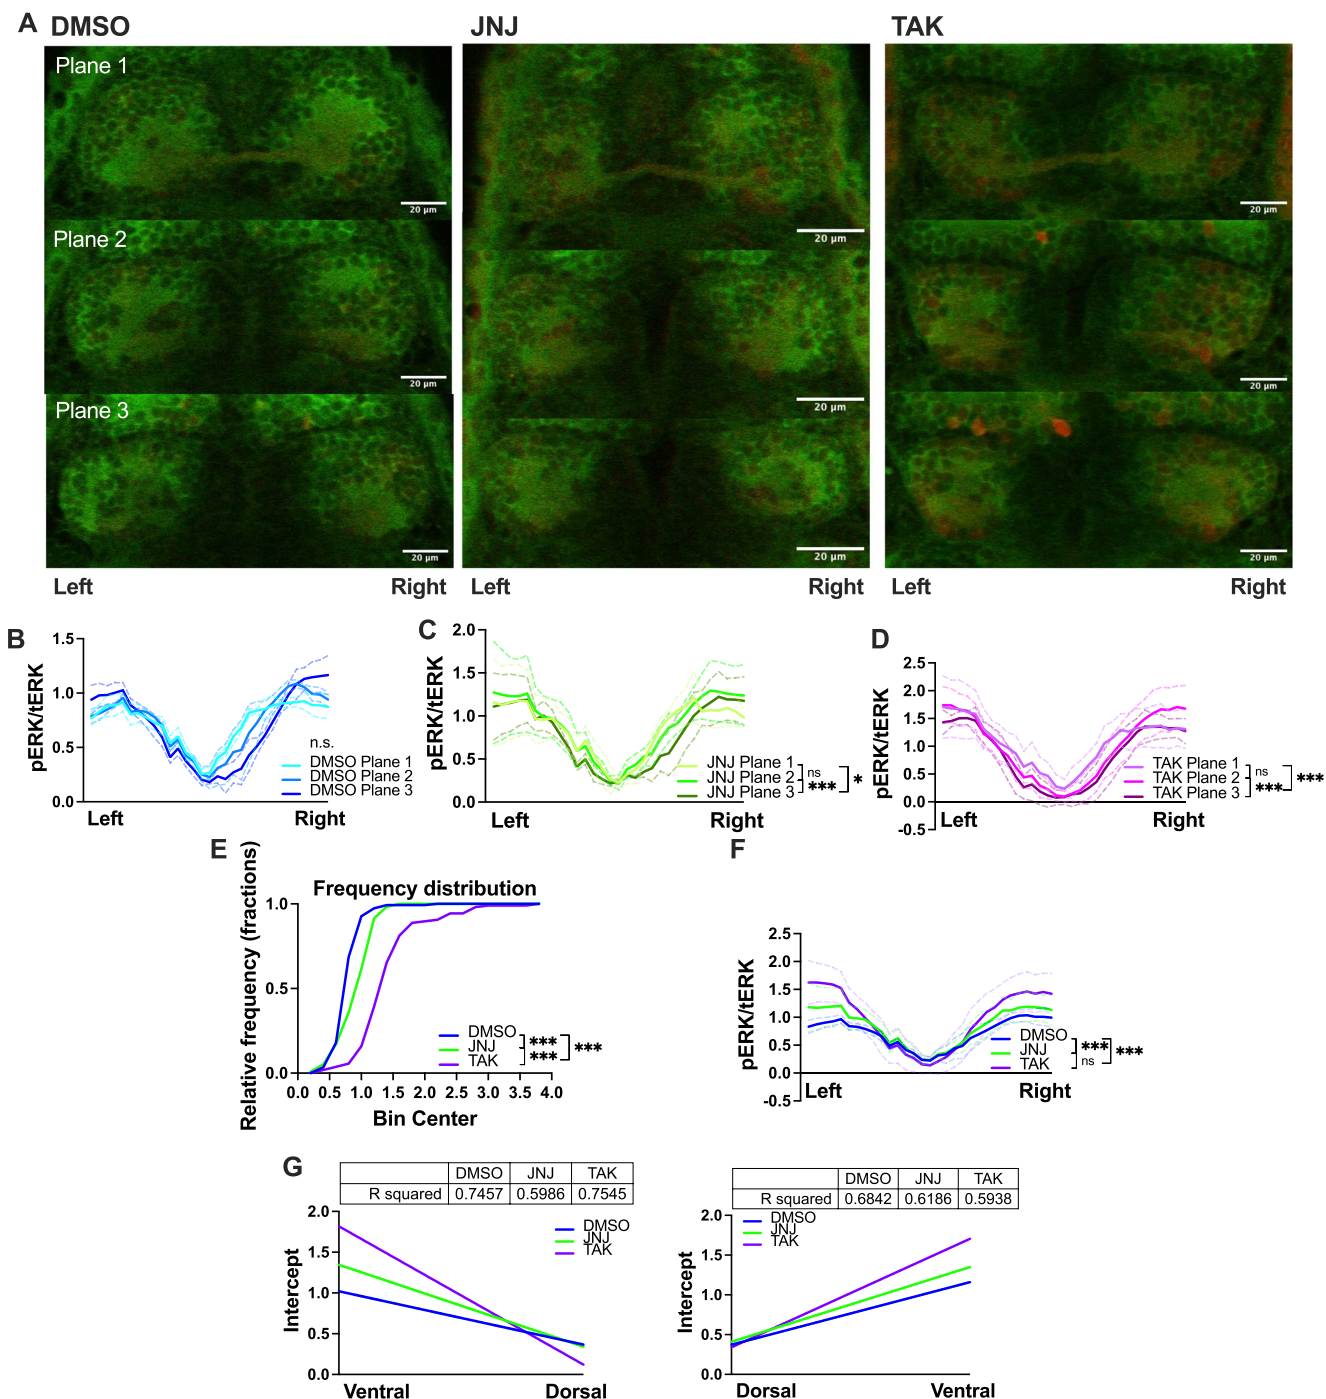 A DMSO JNJ TAK
Plane 1
20 µm
20 µm
20 µm
Plane 2
20 µm
20 µm
20 µm
Plane 3
20 µm
20 µm
20 µm
Left Right Left Right Left Right
B
pERK/tERK
1.5
1.0
0.5
0.0
n.s.
DMSO Plane 1
DMSO Plane 2
DMSO Plane 3
Left Right
C
pERK/tERK
2.0
1.5
1.0
0.5
0.0
JNJ Plane 1
JNJ Plane 2
JNJ Plane 3
ns
***
*
Left Right
D
pERK/tERK
2.5
2.0
1.5
1.0
0.5
0.0
-0.5
TAK Plane 1
TAK Plane 2
TAK Plane 3
ns
***
***
Left Right
E
Frequency distribution
Relative frequency (fractions)
1.0
0.5
0.0
DMSO
JNJ
TAK
***
***
***
0.0 0.5 1.0 1.5 2.0 2.5 3.0 3.5 4.0
Bin Center
F
pERK/tERK
2.5
2.0
1.5
1.0
0.5
0.0
-0.5
DMSO
JNJ
TAK
***
ns
***
Left Right
G
DMSO JNJ TAK
R squared 0.7457 0.5986 0.7545
Intercept
2.0
1.5
1.0
0.5
0.0
DMSO
JNJ
TAK
Ventral Dorsal
DMSO JNJ TAK
R squared 0.6842 0.6186 0.5938
Intercept
2.0
1.5
1.0
0.5
0.0
DMSO
JNJ
TAK
Dorsal Ventral